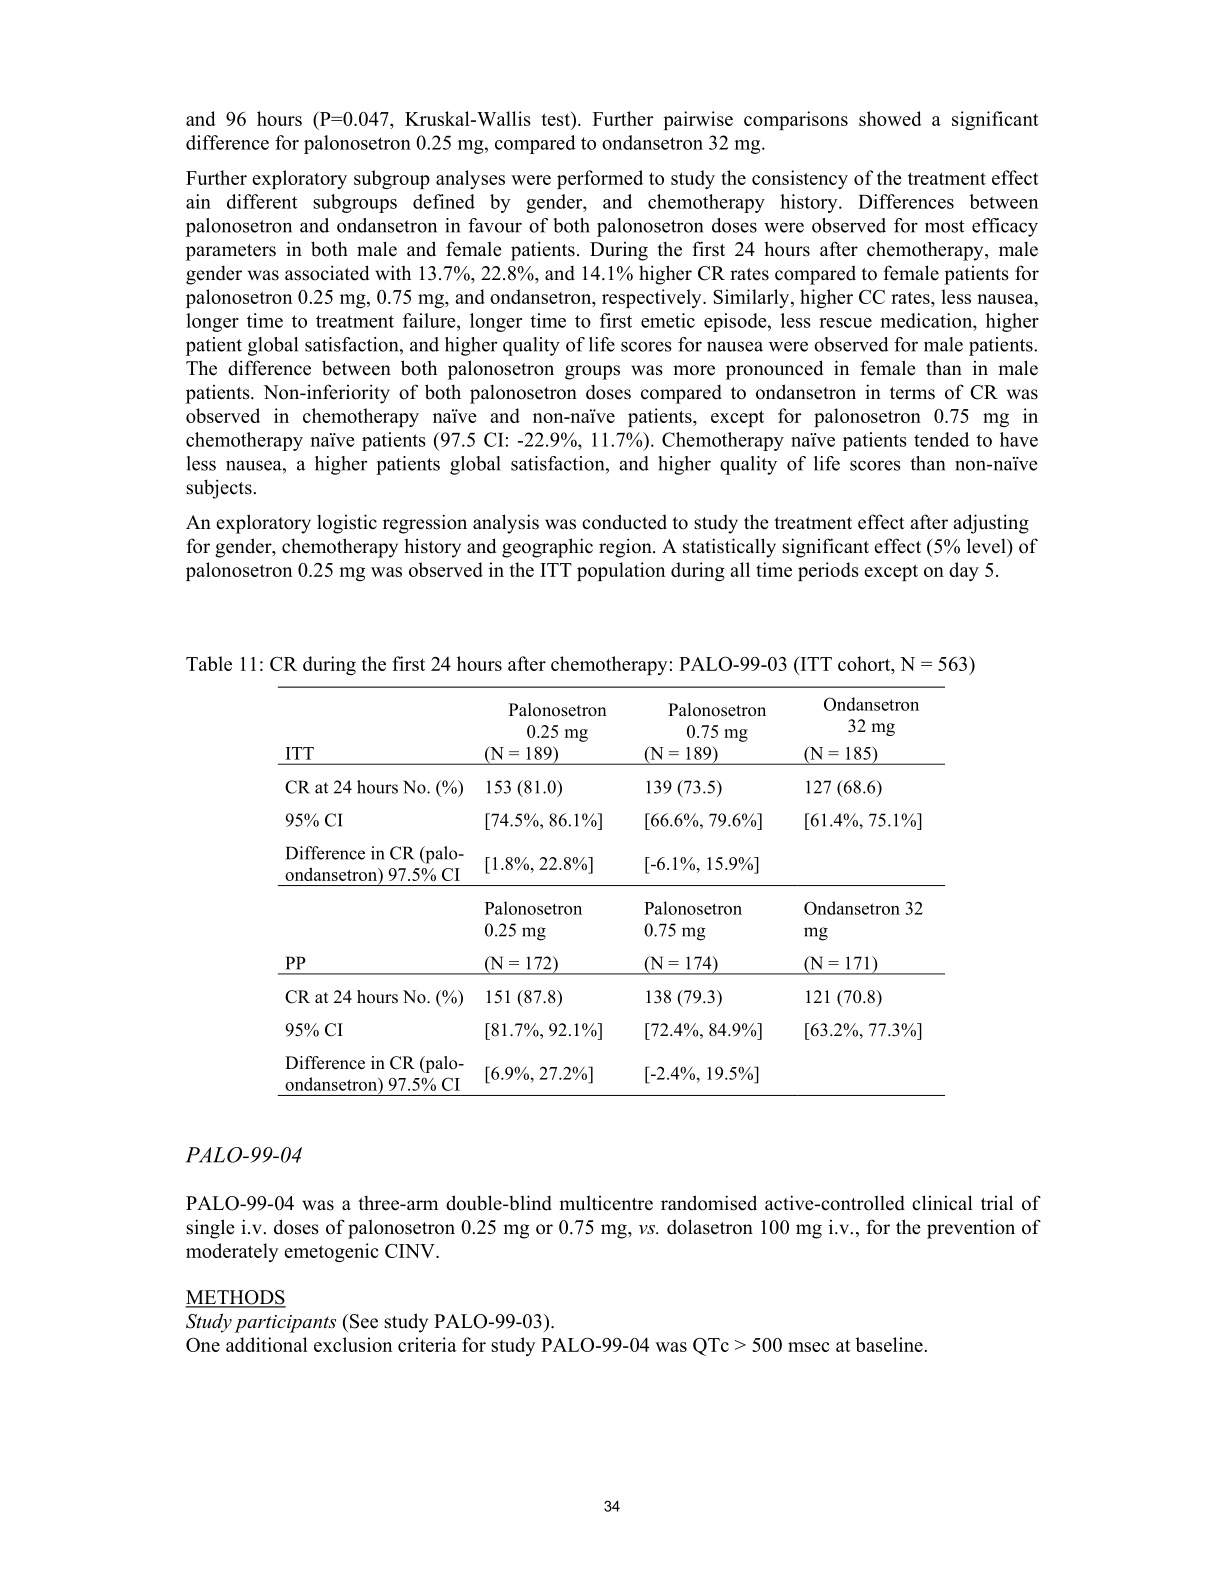 and 96 hours (P=0.047, Kruskal-Wallis test). Further pairwise comparisons showed a significant
difference for palonosetron 0.25 mg, compared to ondansetron 32 mg.
Further exploratory subgroup analyses were performed to study the consistency of the treatment effect
ain different subgroups defined by gender, and chemotherapy history. Differences between
palonosetron and ondansetron in favour of both palonosetron doses were observed for most efficacy
parameters in both male and female patients. During the first 24 hours after chemotherapy, male
gender was associated with 13.7%, 22.8%, and 14.1% higher CR rates compared to female patients for
palonosetron 0.25 mg, 0.75 mg, and ondansetron, respectively. Similarly, higher CC rates, less nausea,
longer time to treatment failure, longer time to first emetic episode, less rescue medication, higher
patient global satisfaction, and higher quality of life scores for nausea were observed for male patients.
The difference between both palonosetron groups was more pronounced in female than in male
patients. Non-inferiority of both palonosetron doses compared to ondansetron in terms of CR was
observed in chemotherapy naïve and non-naïve patients, except for palonosetron 0.75 mg in
chemotherapy naïve patients (97.5 CI: -22.9%, 11.7%). Chemotherapy naïve patients tended to have
less nausea, a higher patients global satisfaction, and higher quality of life scores than non-naïve
subjects.
An exploratory logistic regression analysis was conducted to study the treatment effect after adjusting
for gender, chemotherapy history and geographic region. A statistically significant effect (5% level) of
palonosetron 0.25 mg was observed in the ITT population during all time periods except on day 5.
Table 11: CR during the first 24 hours after chemotherapy: PALO-99-03 (ITT cohort, N = 563)
Palonosetron Palonosetron Ondansetron
0.25 mg 0.75 mg 32 mg
ITT (N = 189) (N = 189) (N = 185)
CR at 24 hours No. (%) 153 (81.0) 139 (73.5) 127 (68.6)
95% CI [74.5%, 86.1%] [66.6%, 79.6%] [61.4%, 75.1%]
Difference in CR (palo-
ondansetron) 97.5% CI [1.8%, 22.8%] [-6.1%, 15.9%]
Palonosetron Palonosetron Ondansetron 32
0.25 mg 0.75 mg mg
PP (N = 172) (N = 174) (N = 171)
CR at 24 hours No. (%) 151 (87.8) 138 (79.3) 121 (70.8)
95% CI [81.7%, 92.1%] [72.4%, 84.9%] [63.2%, 77.3%]
Difference in CR (palo-
ondansetron) 97.5% CI [6.9%, 27.2%] [-2.4%, 19.5%]
PALO-99-04
PALO-99-04 was a three-arm double-blind multicentre randomised active-controlled clinical trial of
single i.v. doses of palonosetron 0.25 mg or 0.75 mg, vs. dolasetron 100 mg i.v., for the prevention of
moderately emetogenic CINV.
METHODS
Study participants (See study PALO-99-03).
One additional exclusion criteria for study PALO-99-04 was QTc > 500 msec at baseline.
34